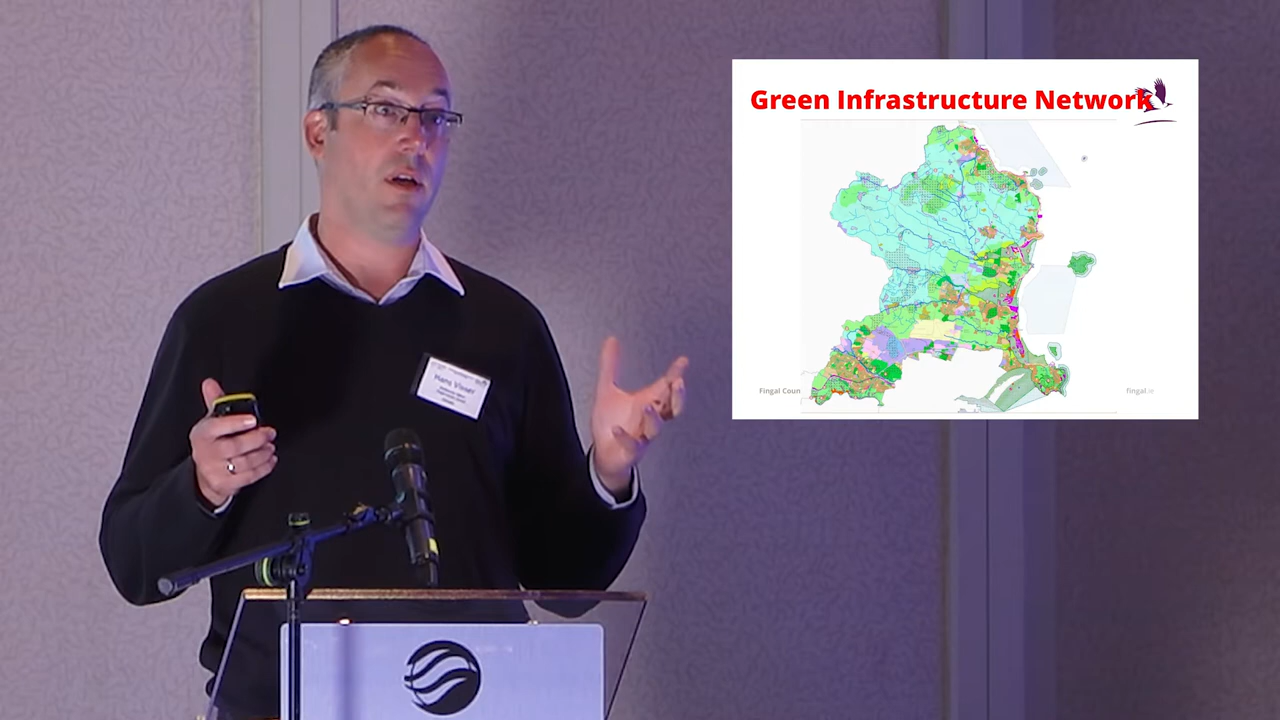 Green Infrastructure Network
Fingal Coun
fingal.ie
Hans Visser